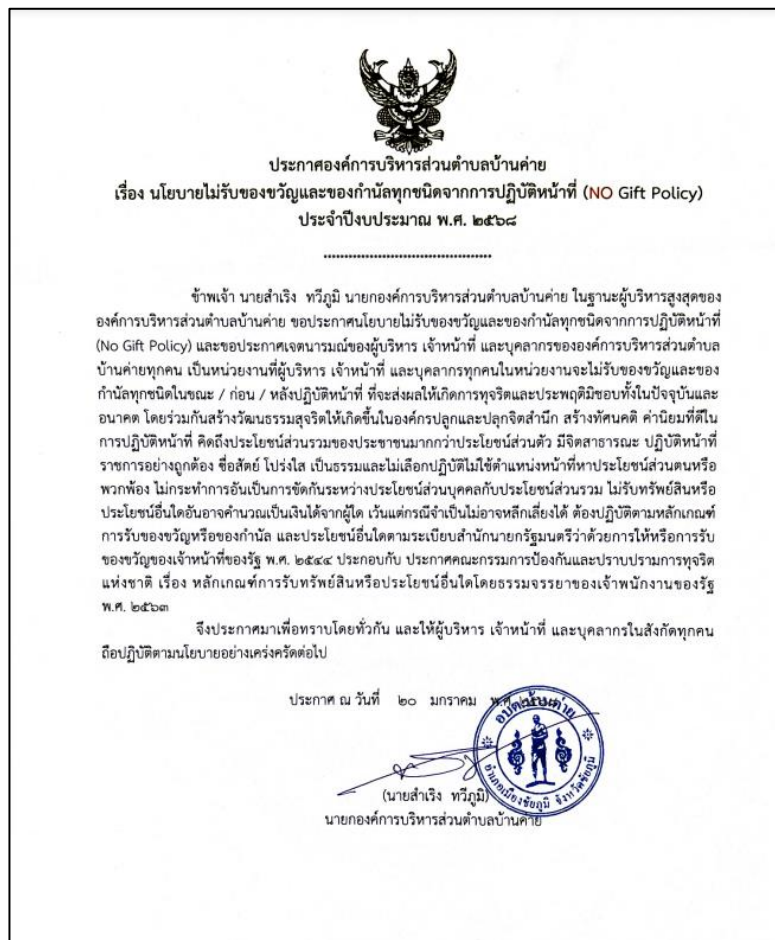 ประกาศองค์การบริหารส่วนตำบลบ้านค่าย
เรื่อง นโยบายไม่รับของขวัญและของกำนัลทุกชนิดจากการปฏิบัติหน้าที่ (NO Gift Policy)
ประจำปีงบประมาณ พ.ศ. ๒๕๖๘
........................................
ข้าพเจ้า นายสำเริง ทวีภูมิ นายกองค์การบริหารส่วนตำบลบ้านค่าย ในฐานะผู้บริหารสูงสุดของ
องค์การบริหารส่วนตำบลบ้านค่าย ขอประกาศนโยบายไม่รับของขวัญและของกำนัลทุกชนิดจากการปฏิบัติหน้าที่
(No Gift Policy) และขอประกาศเจตนารมณ์ของผู้บริหาร เจ้าหน้าที่ และบุคลากรขององค์การบริหารส่วนตำบล
บ้านค่ายทุกคน เป็นหน่วยงานที่ผู้บริหาร เจ้าหน้าที่ และบุคลากรทุกคนในหน่วยงานจะไม่รับของขวัญและของ
กำนัลทุกชนิดในขณะ / ก่อน / หลังปฏิบัติหน้าที่ ที่จะส่งผลให้เกิดการทุจริตและประพฤติมิชอบทั้งในปัจจุบันและ
อนาคต โดยร่วมกันสร้างวัฒนธรรมสุจริตให้เกิดขึ้นในองค์กรปลูกและปลุกจิตสำนึก สร้างทัศนคติ ค่านิยมที่ดีใน
การปฏิบัติหน้าที่ คิดถึงประโยชน์ส่วนรวมของประชาชนมากกว่าประโยชน์ส่วนตัว มีจิตสาธารณะ ปฏิบัติหน้าที่
ราชการอย่างถูกต้อง ซื่อสัตย์ โปร่งใส เป็นธรรมและไม่เลือกปฏิบัติไม่ใช้ตำแหน่งหน้าที่หาประโยชน์ส่วนตนหรือ
พวกพ้อง ไม่กระทำการอันเป็นการขัดกันระหว่างประโยชน์ส่วนบุคคลกับประโยชน์ส่วนรวม ไม่รับทรัพย์สินหรือ
ประโยชน์อื่นใดอันอาจคำนวณเป็นเงินได้จากผู้ใด เว้นแต่กรณีจำเป็นไม่อาจหลีกเลี่ยงได้ ต้องปฏิบัติตามหลักเกณฑ์
การรับของขวัญหรือของกำนัล และประโยชน์อื่นใดตามระเบียบสำนักนายกรัฐมนตรีว่าด้วยการให้หรือการรับ
ของขวัญของเจ้าหน้าที่ของรัฐ พ.ศ. ๒๕๔๔ ประกอบกับ ประกาศคณะกรรมการป้องกันและปราบปรามการทุจริต
แห่งชาติ เรื่อง หลักเกณฑ์การรับทรัพย์สินหรือประโยชน์อื่นใดโดยธรรมจรรยาของเจ้าพนักงานของรัฐ
พ.ศ. ๒๕๖๓
จึงประกาศมาเพื่อทราบโดยทั่วกัน และให้ผู้บริหาร เจ้าหน้าที่ และบุคลากรในสังกัดทุกคน
ถือปฏิบัติตามนโยบายอย่างเคร่งครัดต่อไป
ประกาศ ณ วันที่ ๒๐ มกราคม พ.ศ.
อบต.บ้านค่าย
อำเภอเมืองชัยภูมิ จังหวัดชัยภูมิ
(นายสำเริง ทวีภูมิ)
นายกองค์การบริหารส่วนตำบลบ้านค่าย